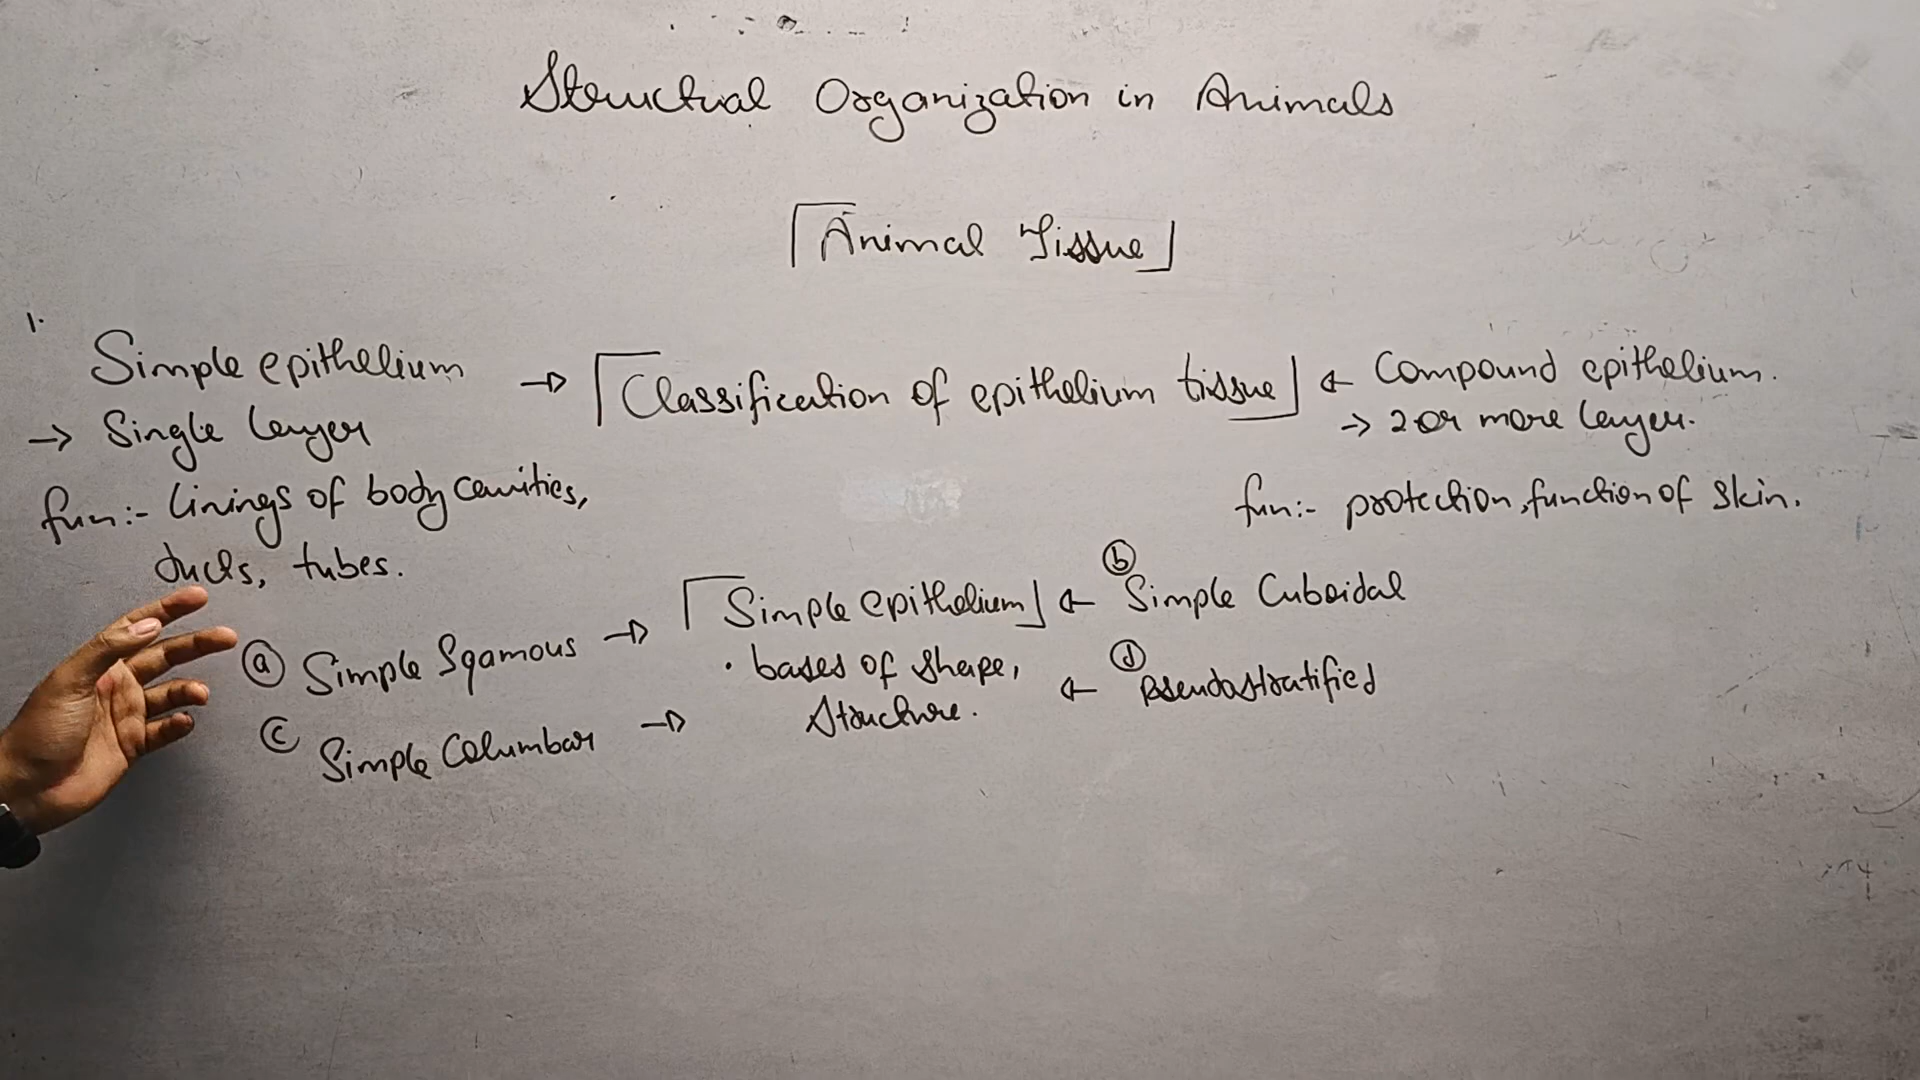 Structual Organization in Animals
Animal Tissue
1.
Simple epithelium → Classification of epithelium tissue ← Compound epithelium.
→ Single layer
→ 2 or more layer.
fun:- linings of body cavities,
ducts, tubes.
fun:- protection, function of skin.
Simple epithelium ← (b) Simple Cuboidal
(a) Simple Sqamous →
• bases of shape,
Structure.
← (d) Pseudostratified
(c) Simple Columbar →